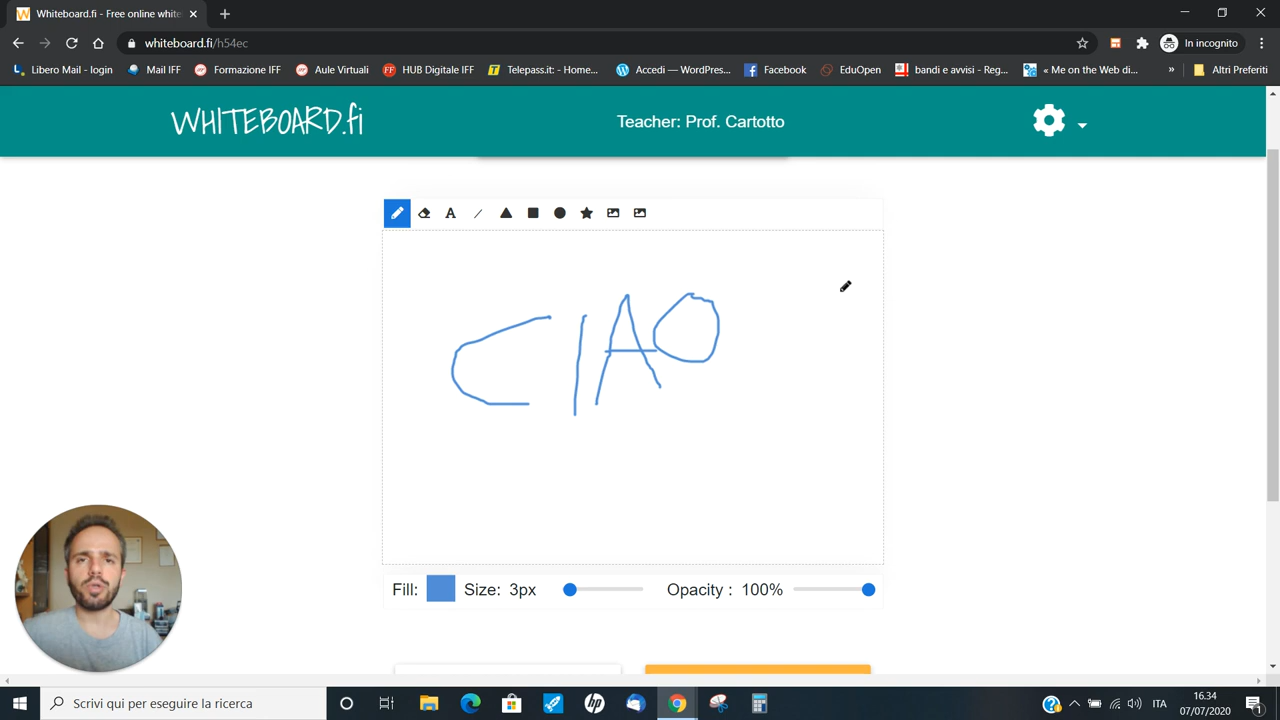 Whiteboard.fi - Free online white
whiteboard.fi/h54ec
In incognito
Libero Mail - login
Mail IFF
Formazione IFF
Aule Virtuali
HUB Digitale IFF
Telepass.it: - Home...
Accedi — WordPres...
Facebook
EduOpen
bandi e avvisi - Reg...
« Me on the Web di...
»
Altri Preferiti
WHITEBOARD.fi
Teacher: Prof. Cartotto
A
CIAO
Fill:
Size: 3px
Opacity : 100%
Scrivi qui per eseguire la ricerca
ITA
16.34
07/07/2020
1